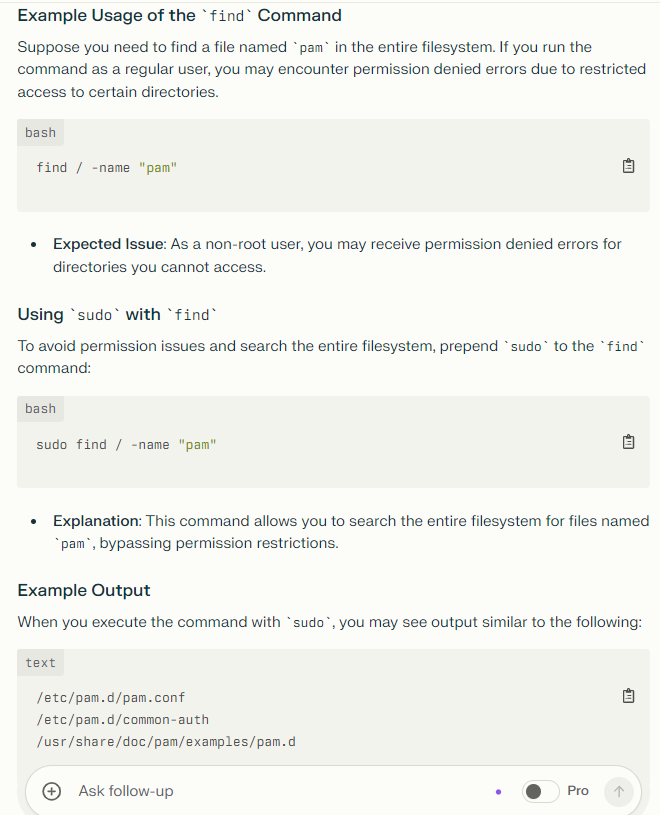 Example Usage of the `find` Command
Suppose you need to find a file named `pam` in the entire filesystem. If you run the
command as a regular user, you may encounter permission denied errors due to restricted
access to certain directories.
bash
find / -name "pam"
• Expected Issue: As a non-root user, you may receive permission denied errors for
directories you cannot access.
Using `sudo` with `find`
To avoid permission issues and search the entire filesystem, prepend `sudo` to the `find`
command:
bash
sudo find / -name "pam"
• Explanation: This command allows you to search the entire filesystem for files named
`pam`, bypassing permission restrictions.
Example Output
When you execute the command with `sudo`, you may see output similar to the following:
text
/etc/pam.d/pam.conf
/etc/pam.d/common-auth
/usr/share/doc/pam/examples/pam.d
Ask follow-up
Pro